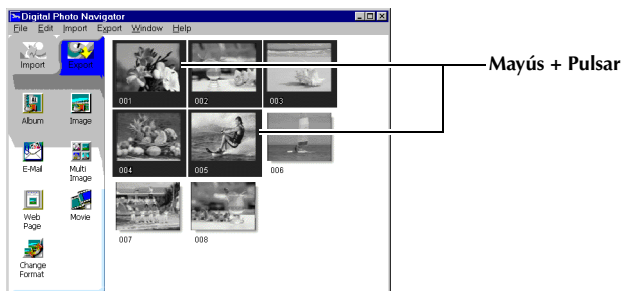 Digital Photo Navigator
File Edit Import Export Window Help
Import
Export
Mayús + Pulsar
001 002 003
Album Image
004 005 006
E-Mail Multi Image
Web Page Movie
007 008
Change Format